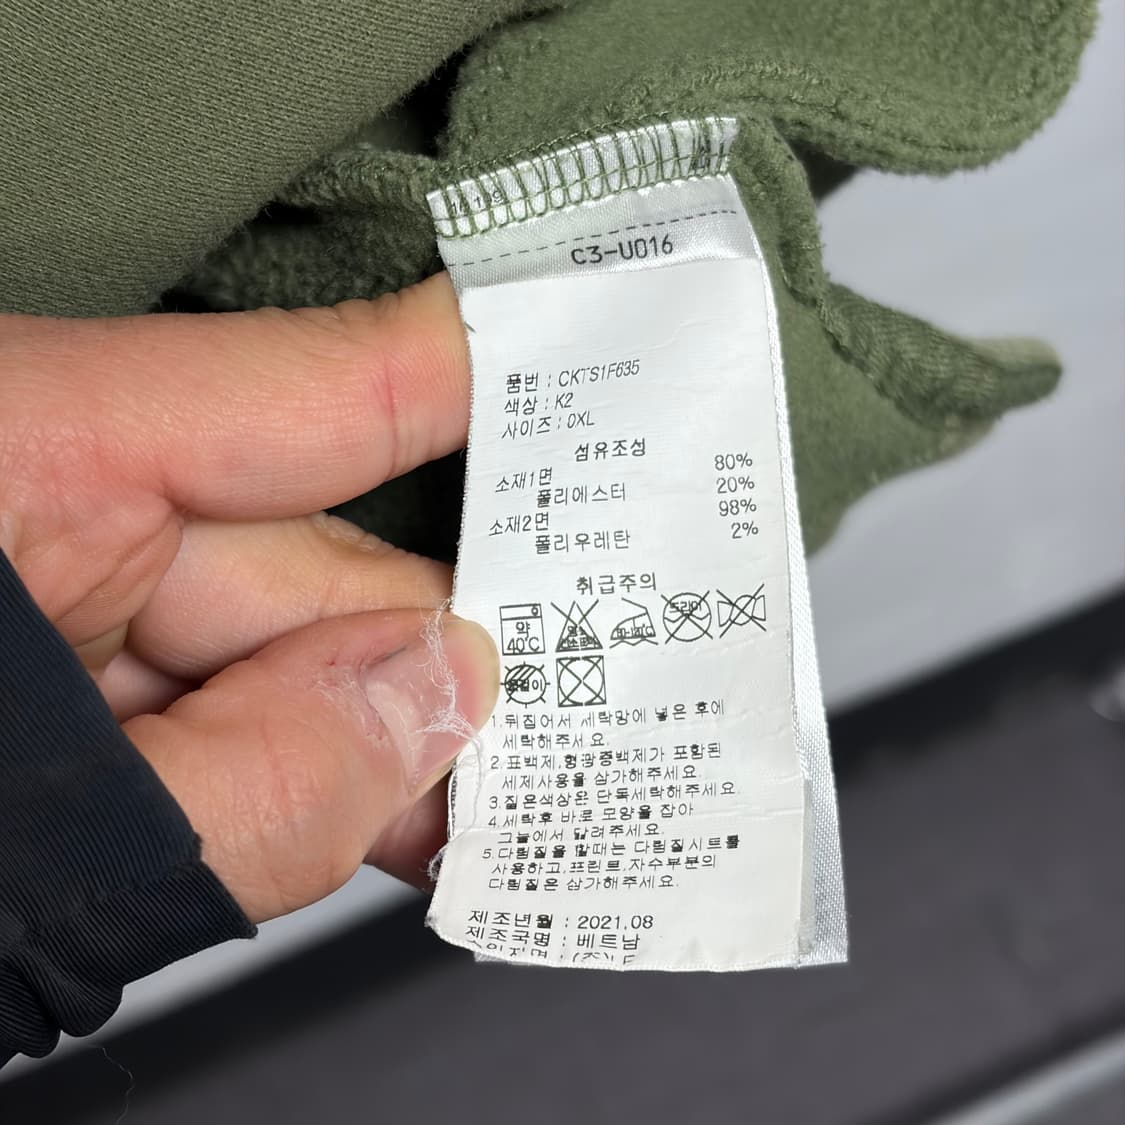 C3-U016
품번 : CKTS1F635
색상 : K2
사이즈 : 0XL
섬유조성
소재1면 80%
폴리에스터 20%
소재2면 98%
폴리우레탄 2%
취급주의
약
40℃
드라이
1.뒤집어서 세탁망에 넣은 후에
세탁해주세요.
2.표백제,형광증백제가 포함된
세제사용을 삼가해주세요.
3.짙은색상은 단독세탁해주세요.
4.세탁후 바로 모양을 잡아
그늘에서 말려주세요.
5.다림질을 할때는 다림질시트를
사용하고,프린트,자수부분의
다림질은 삼가해주세요.
제조년월 : 2021.08
제조국명 : 베트남